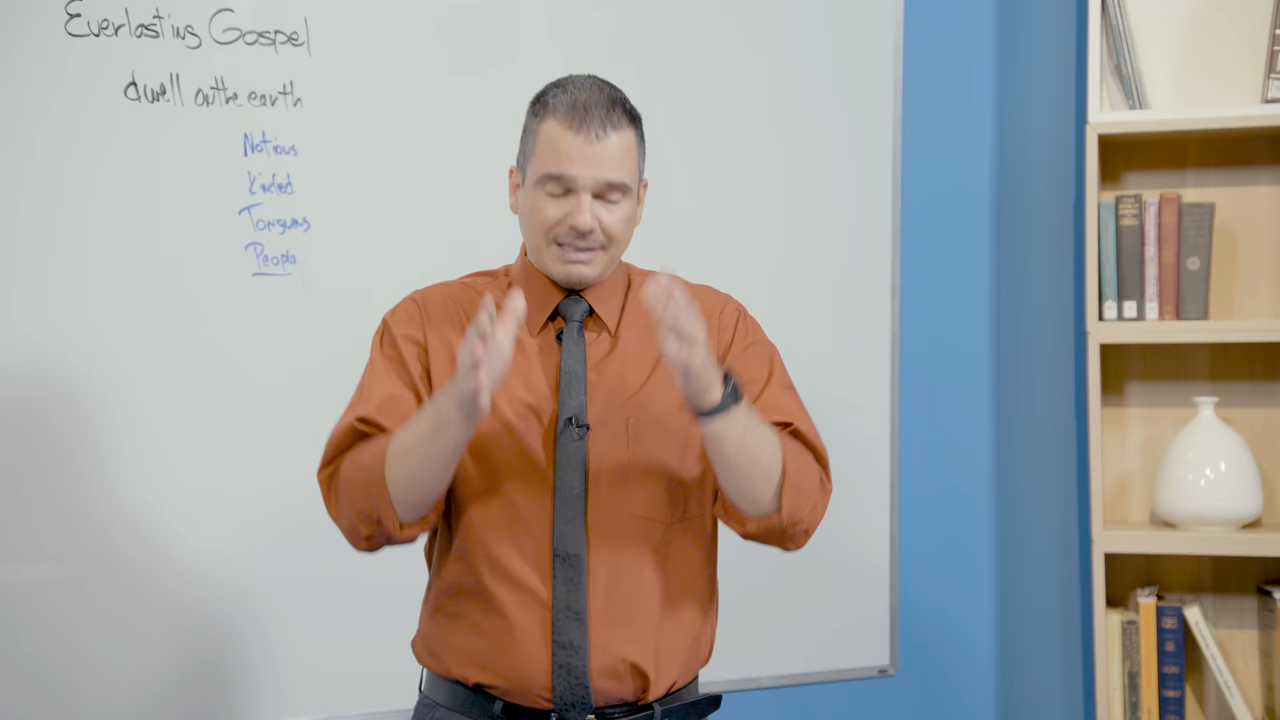 Everlasting Gospel
dwell on the earth
Nations
Kindred
Tongues
People